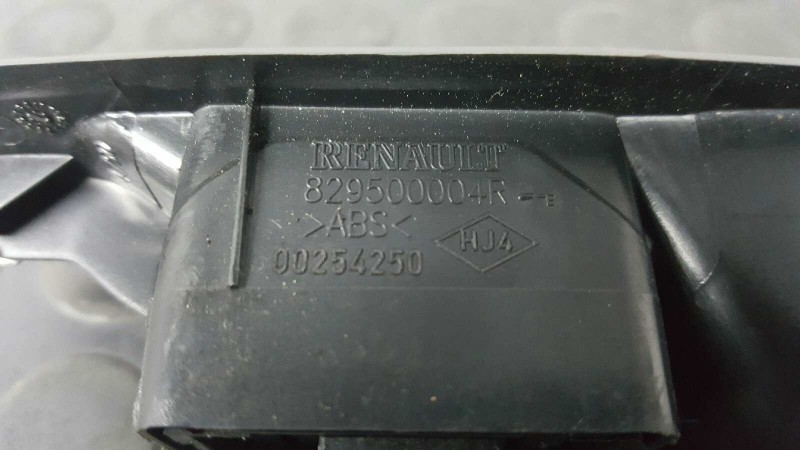 RENAULT
829500004R -E
>ABS<
HJ4
00254250